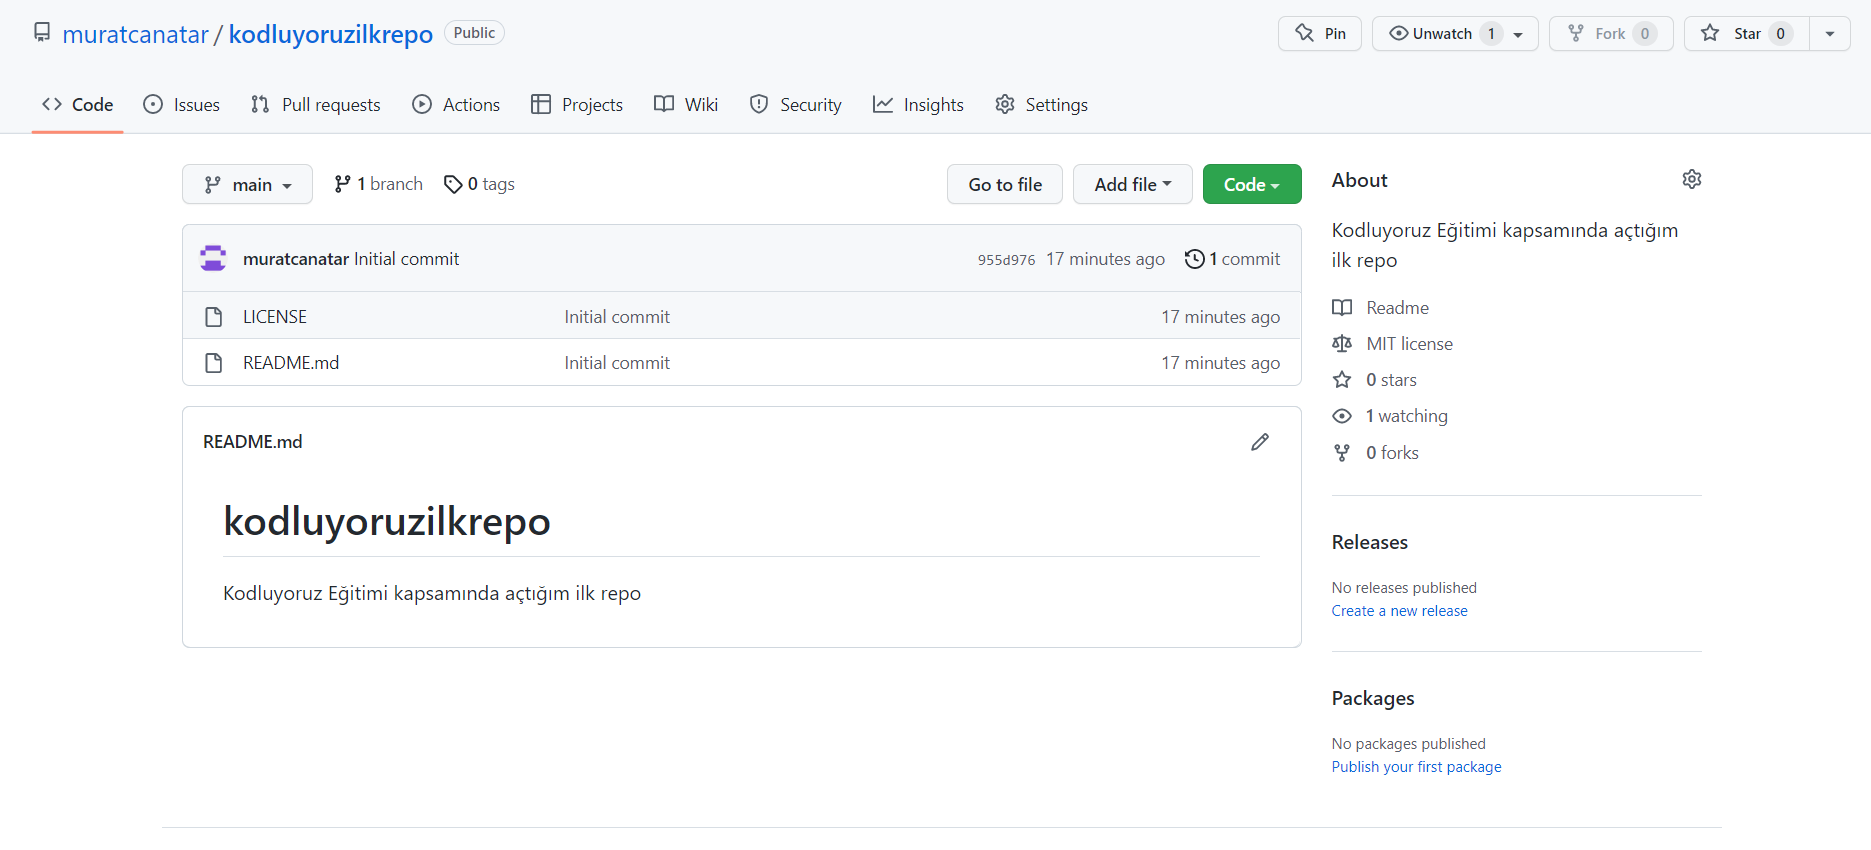 muratcanatar / kodluyoruzilkrepo Public
Pin Unwatch 1 Fork 0 Star 0
Code Issues Pull requests Actions Projects Wiki Security Insights Settings
main 1 branch 0 tags Go to file Add file Code
muratcanatar Initial commit 955d976 17 minutes ago 1 commit
LICENSE Initial commit 17 minutes ago
README.md Initial commit 17 minutes ago
README.md
kodluyoruzilkrepo
Kodluyoruz Eğitimi kapsamında açtığım ilk repo
About
Kodluyoruz Eğitimi kapsamında açtığım
ilk repo
Readme
MIT license
0 stars
1 watching
0 forks
Releases
No releases published
Create a new release
Packages
No packages published
Publish your first package